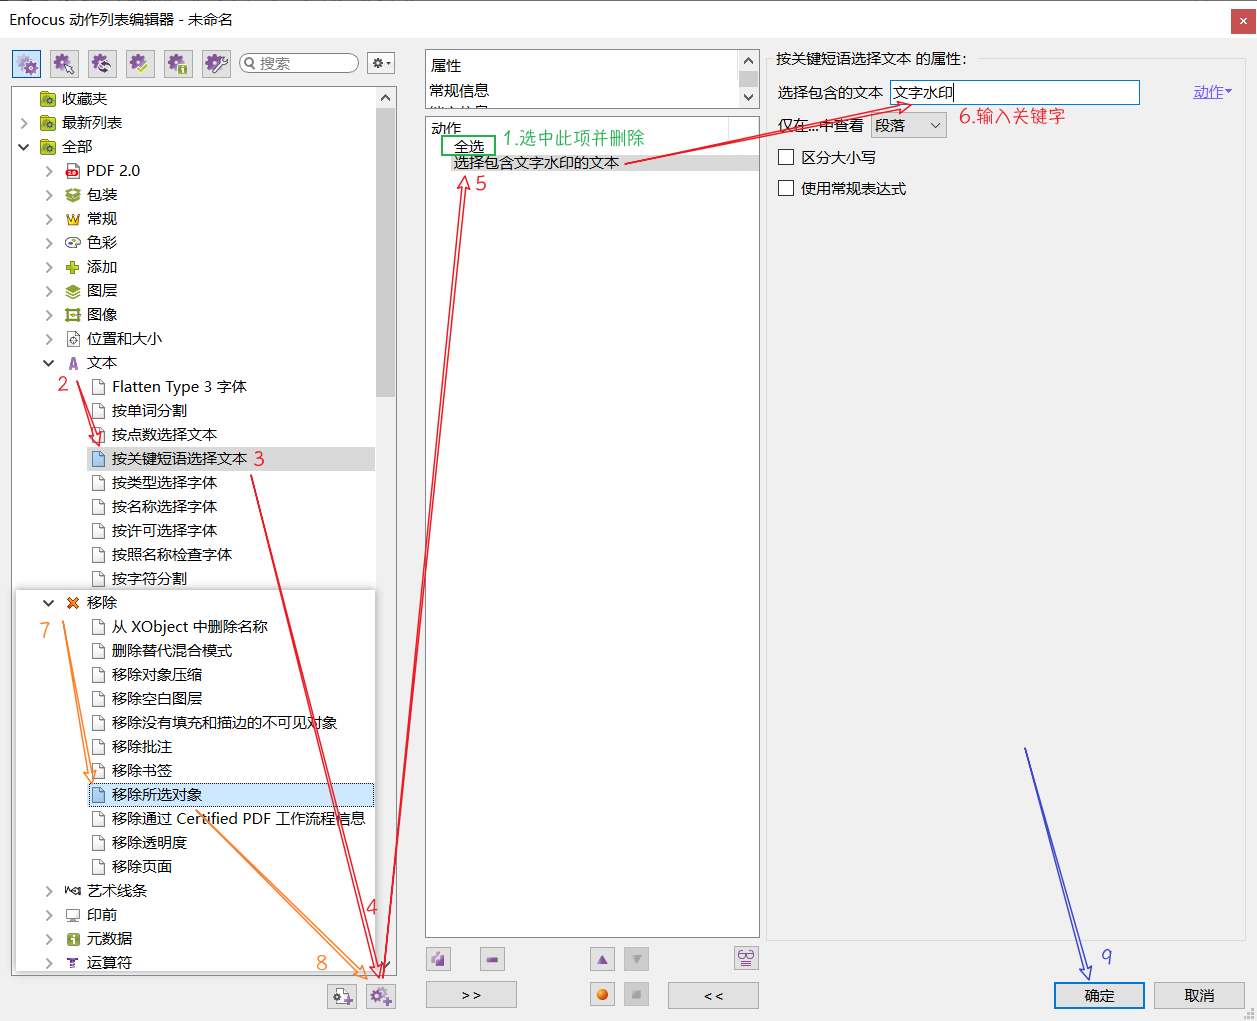 Enfocus 动作列表编辑器 - 未命名
搜索
收藏夹
最新列表
全部
PDF 2.0
包装
常规
色彩
添加
图层
图像
位置和大小
文本
2
Flatten Type 3 字体
按单词分割
按点数选择文本
按关键短语选择文本 3
按类型选择字体
按名称选择字体
按许可选择字体
按照名称检查字体
按字符分割
移除
7
从 XObject 中删除名称
删除替代混合模式
移除对象压缩
移除空白图层
移除没有填充和描边的不可见对象
移除批注
移除书签
移除所选对象
移除通过 Certified PDF 工作流程信息
移除透明度
移除页面
艺术线条
4
印前
元数据
8
运算符
属性
常规信息
动作
全选
1.选中此项并删除
选择包含文字水印的文本
5
>>
<<
按关键短语选择文本 的属性:
选择包含的文本 文字水印
动作
6.输入关键字
仅在...中查看 段落
区分大小写
使用常规表达式
9
确定
取消